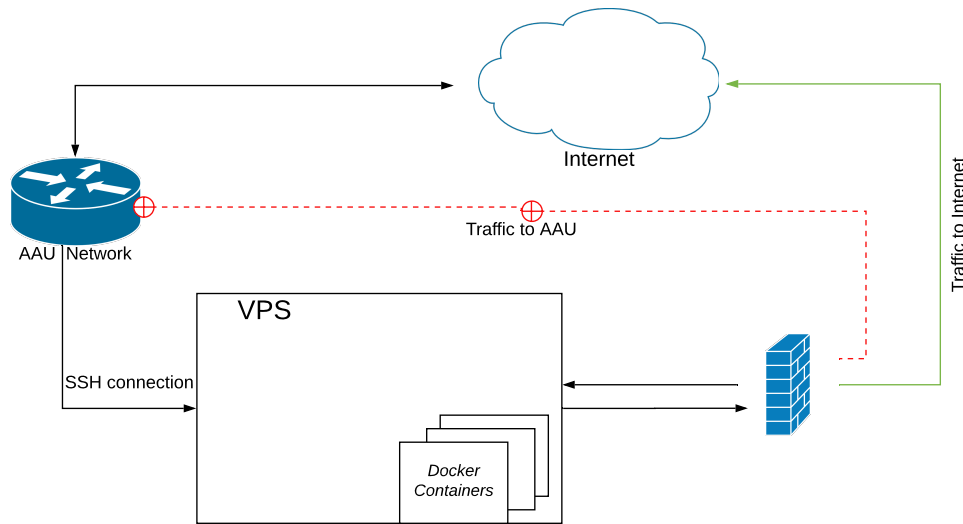 Internet
Traffic to Internet
Traffic to AAU
AAU Network
VPS
SSH connection
Docker
Containers